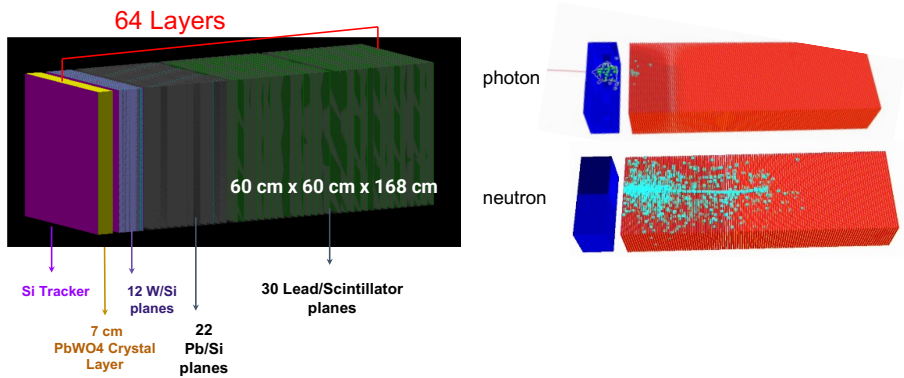 64 Layers
60 cm x 60 cm x 168 cm
Si Tracker
7 cm
PbWO4 Crystal
Layer
12 W/Si
planes
22
Pb/Si
planes
30 Lead/Scintillator
planes
photon
neutron